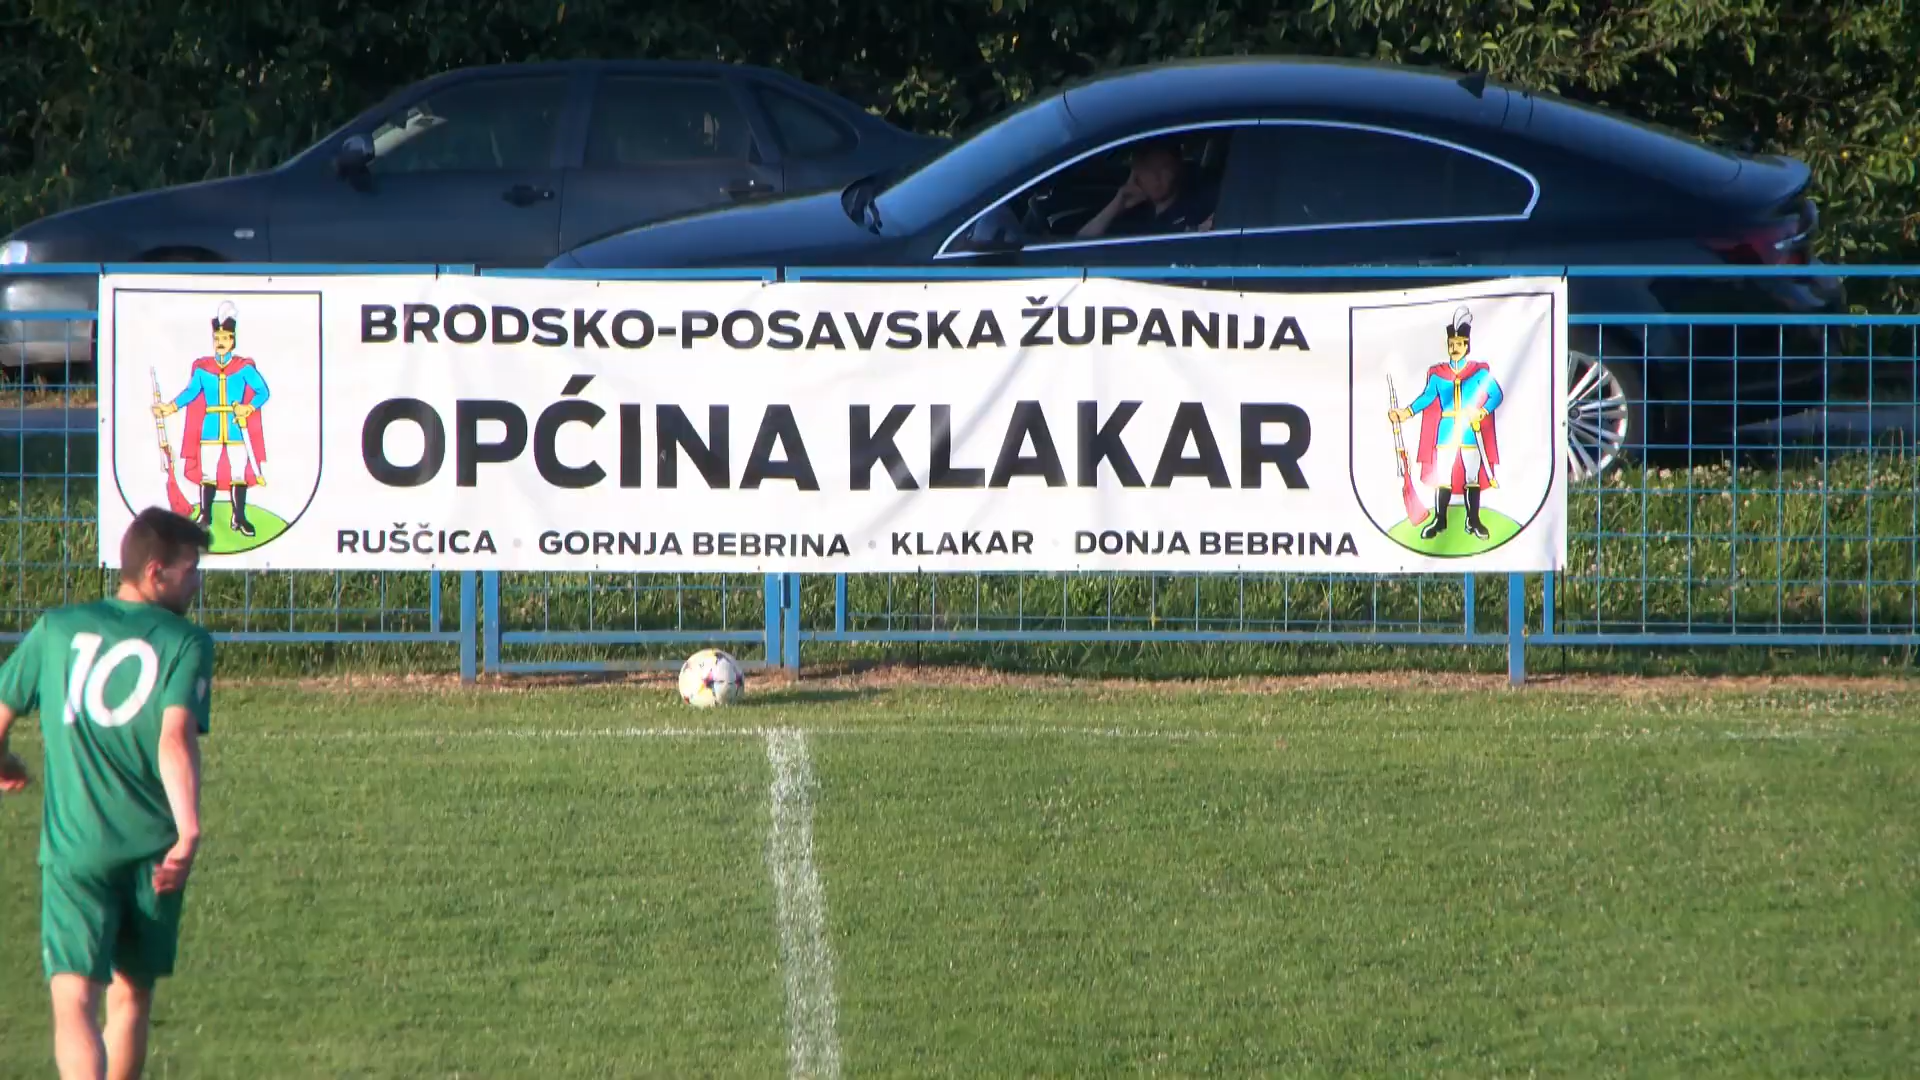 BRODSKO-POSAVSKA ŽUPANIJA
OPĆINA KLAKAR
RUŠČICA • GORNJA BEBRINA • KLAKAR • DONJA BEBRINA
10